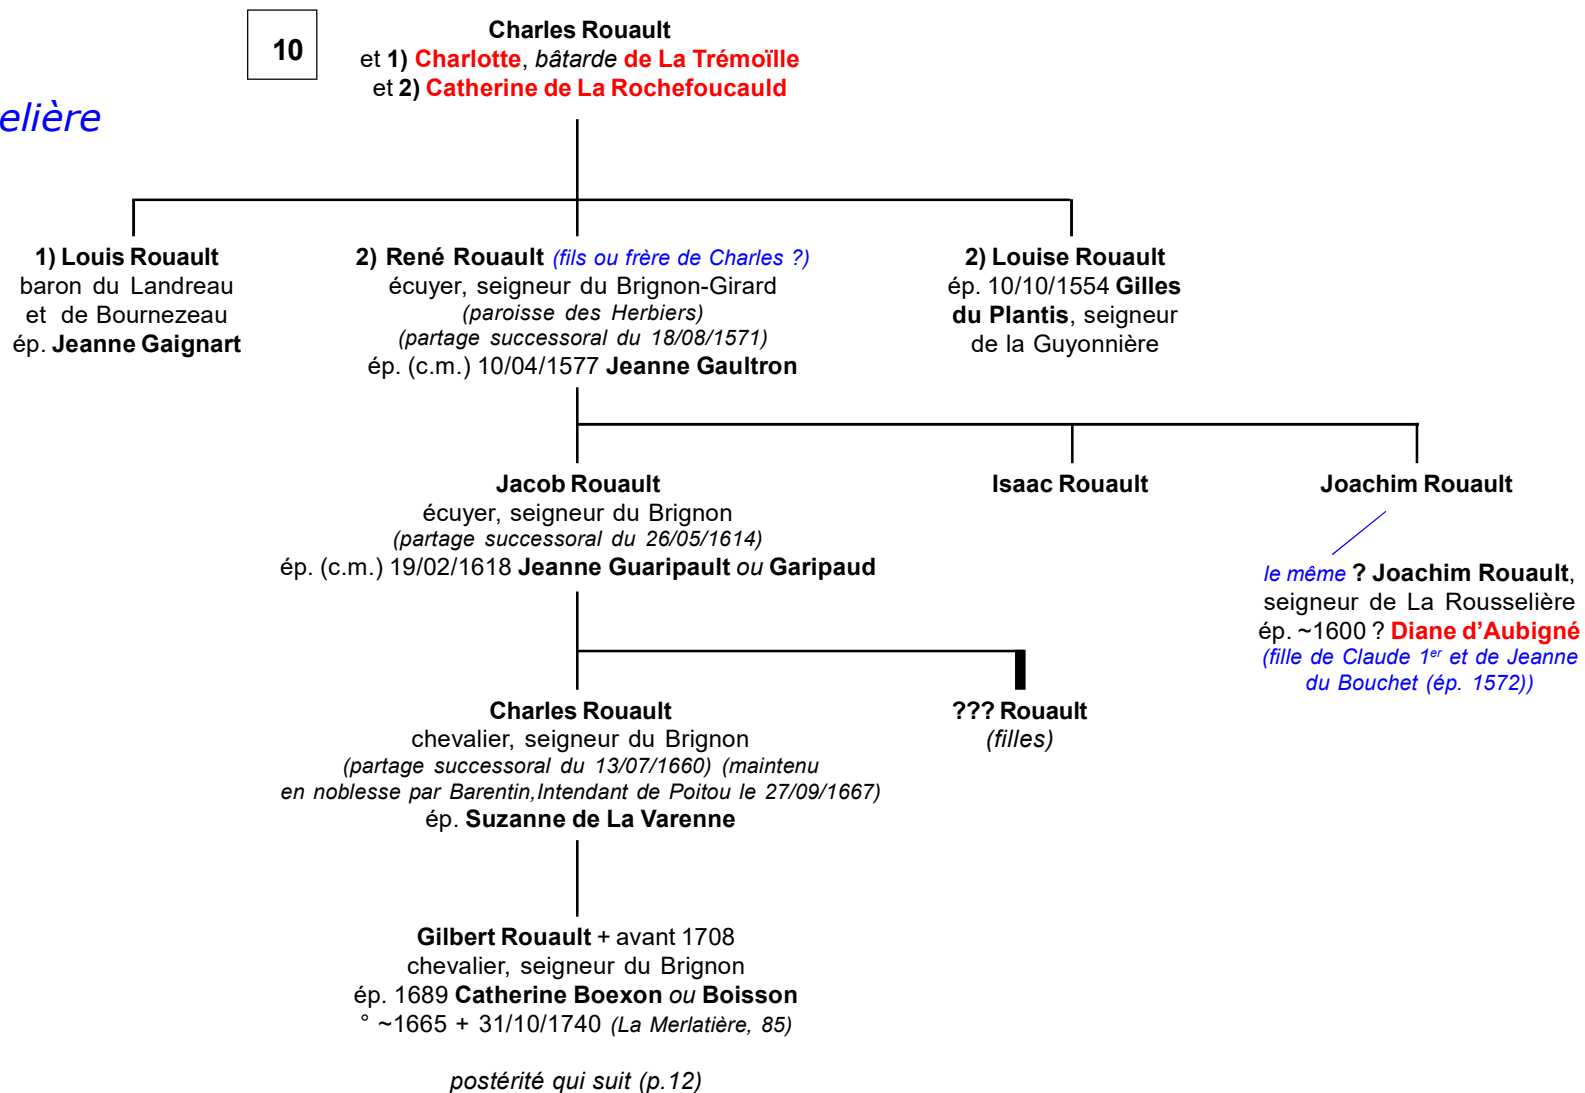 10
Charles Rouault
et 1) Charlotte, bâtarde de La Trémoïlle
et 2) Catherine de La Rochefoucauld
elière
1) Louis Rouault
baron du Landreau
et de Bournezeau
ép. Jeanne Gaignart
2) René Rouault (fils ou frère de Charles ?)
écuyer, seigneur du Brignon-Girard
(paroisse des Herbiers)
(partage successoral du 18/08/1571)
ép. (c.m.) 10/04/1577 Jeanne Gaultron
2) Louise Rouault
ép. 10/10/1554 Gilles
du Plantis, seigneur
de la Guyonnière
Jacob Rouault
écuyer, seigneur du Brignon
(partage successoral du 26/05/1614)
ép. (c.m.) 19/02/1618 Jeanne Guaripault ou Garipaud
Isaac Rouault
Joachim Rouault
le même ? Joachim Rouault,
seigneur de La Rousselière
ép. ~1600 ? Diane d'Aubigné
(fille de Claude 1er et de Jeanne
du Bouchet (ép. 1572))
Charles Rouault
chevalier, seigneur du Brignon
(partage successoral du 13/07/1660) (maintenu
en noblesse par Barentin,Intendant de Poitou le 27/09/1667)
ép. Suzanne de La Varenne
??? Rouault
(filles)
Gilbert Rouault + avant 1708
chevalier, seigneur du Brignon
ép. 1689 Catherine Boexon ou Boisson
° ~1665 + 31/10/1740 (La Merlatière, 85)
postérité qui suit (p.12)